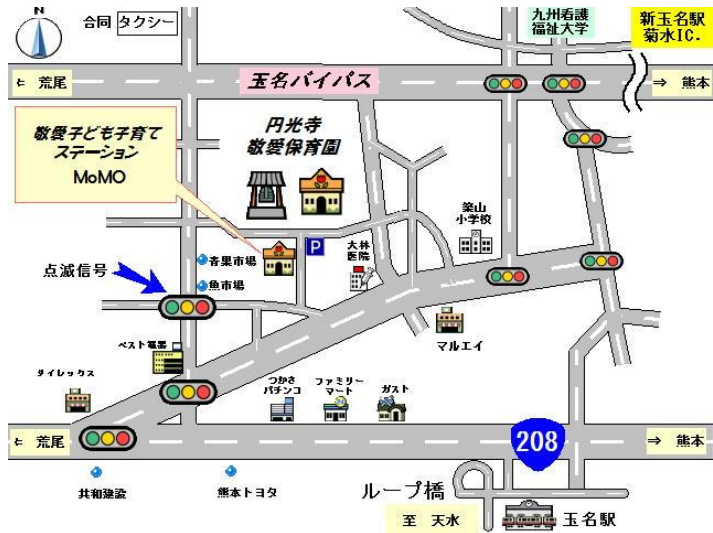 N
合同 タクシー
九州看護
福祉大学
新玉名駅
菊水IC.
⇐ 荒尾
玉名バイパス
⇒ 熊本
敬愛子ども子育て
ステーション
MoMO
円光寺
敬愛保育園
築山
小学校
P
大林
医院
青果市場
点滅信号
魚市場
マルエイ
ベスト電器
ダイレックス
つかさ
パチンコ
ファミリー
マート
ガスト
⇐ 荒尾
208
⇒ 熊本
共和建設
熊本トヨタ
ループ橋
至 天水
玉名駅